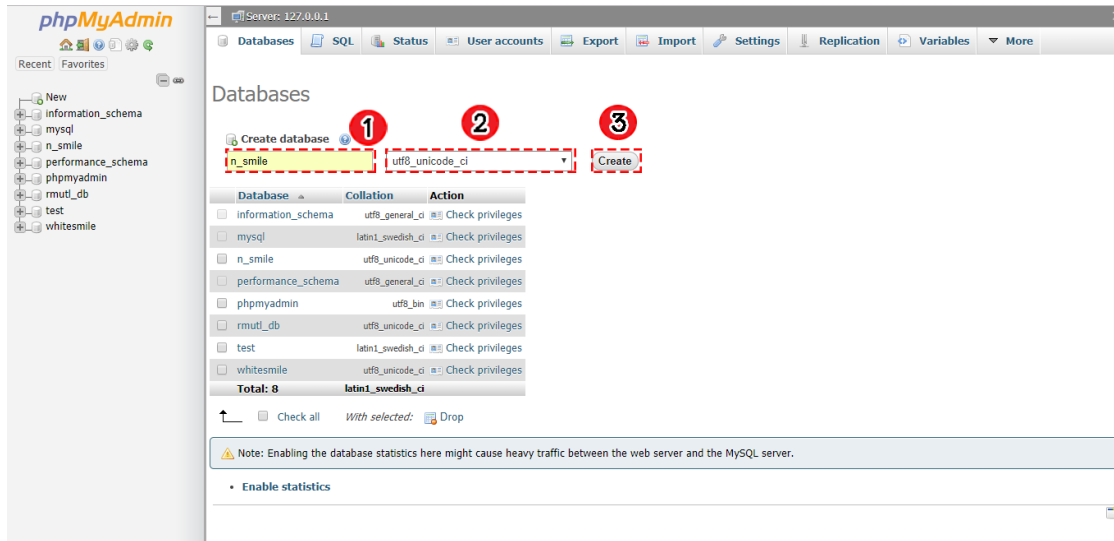 phpMyAdmin
Recent Favorites
New
information_schema
mysql
n_smile
performance_schema
phpmyadmin
rmutl_db
test
whitesmile
Server: 127.0.0.1
Databases SQL Status User accounts Export Import Settings Replication Variables More
Databases
1 2 3
Create database
n_smile utf8_unicode_ci Create
Database Collation Action
information_schema utf8_general_ci Check privileges
mysql latin1_swedish_ci Check privileges
n_smile utf8_unicode_ci Check privileges
performance_schema utf8_general_ci Check privileges
phpmyadmin utf8_bin Check privileges
rmutl_db utf8_unicode_ci Check privileges
test latin1_swedish_ci Check privileges
whitesmile utf8_unicode_ci Check privileges
Total: 8 latin1_swedish_ci
Check all With selected: Drop
Note: Enabling the database statistics here might cause heavy traffic between the web server and the MySQL server.
• Enable statistics